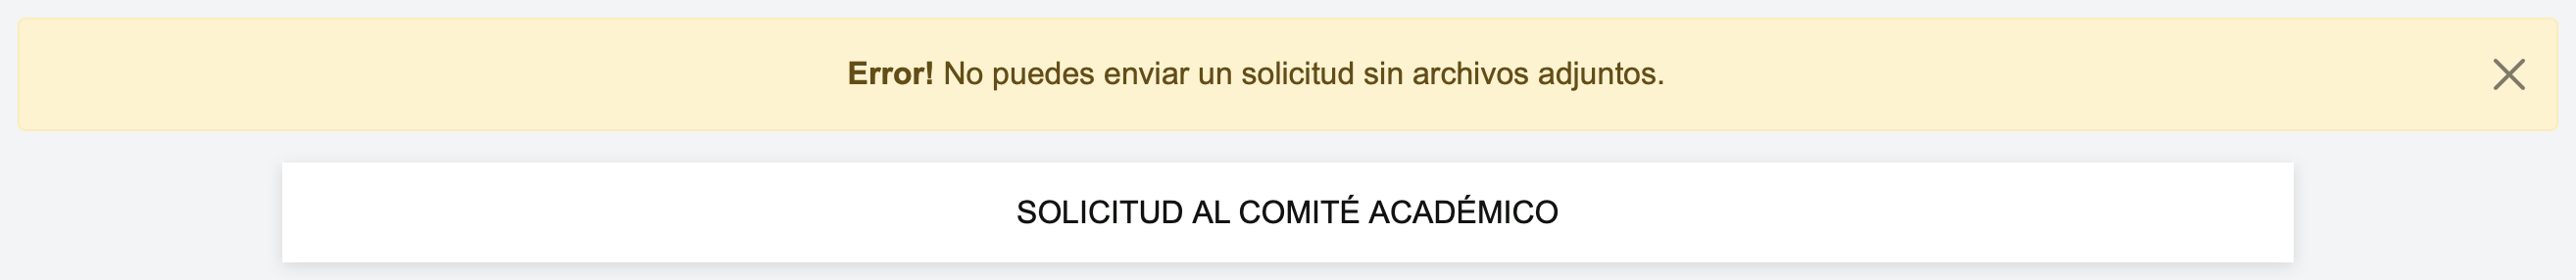 Error! No puedes enviar un solicitud sin archivos adjuntos.
SOLICITUD AL COMITÉ ACADÉMICO